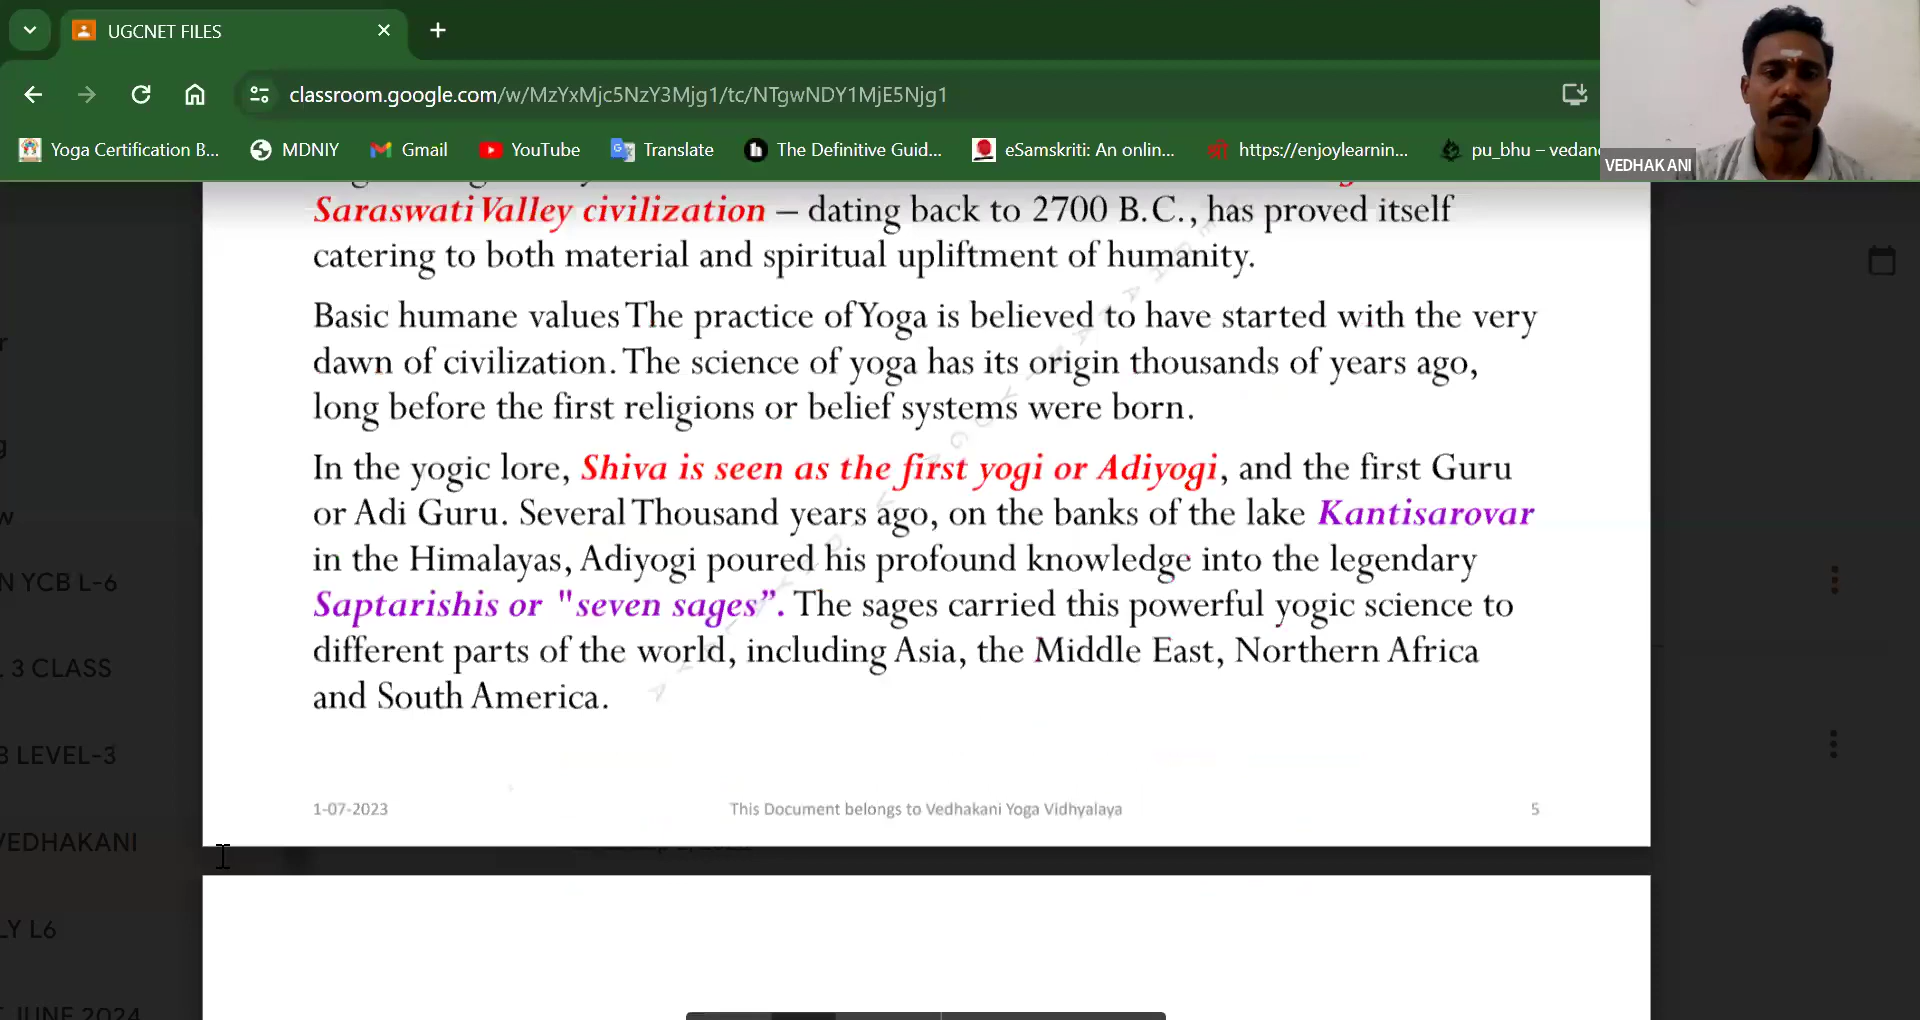 UGCNET FILES
classroom.google.com/w/MzYxMjc5NzY3Mjg1/tc/NTgwNDY1MjE5Njg1
Yoga Certification B... MDNIY Gmail YouTube Translate The Definitive Guid... eSamskriti: An onlin... https://enjoylearnin... pu_bhu – vedan
VEDHAKANI
Saraswati Valley civilization – dating back to 2700 B.C., has proved itself
catering to both material and spiritual upliftment of humanity.
Basic humane values The practice of Yoga is believed to have started with the very
dawn of civilization. The science of yoga has its origin thousands of years ago,
long before the first religions or belief systems were born.
In the yogic lore, Shiva is seen as the first yogi or Adiyogi, and the first Guru
or Adi Guru. Several Thousand years ago, on the banks of the lake Kantisarovar
in the Himalayas, Adiyogi poured his profound knowledge into the legendary
Saptarishis or "seven sages”. The sages carried this powerful yogic science to
different parts of the world, including Asia, the Middle East, Northern Africa
and South America.
1-07-2023 This Document belongs to Vedhakani Yoga Vidhyalaya 5
N YCB L-6
3 CLASS
LEVEL-3
VEDHAKANI
LY L6
JUNE 2024